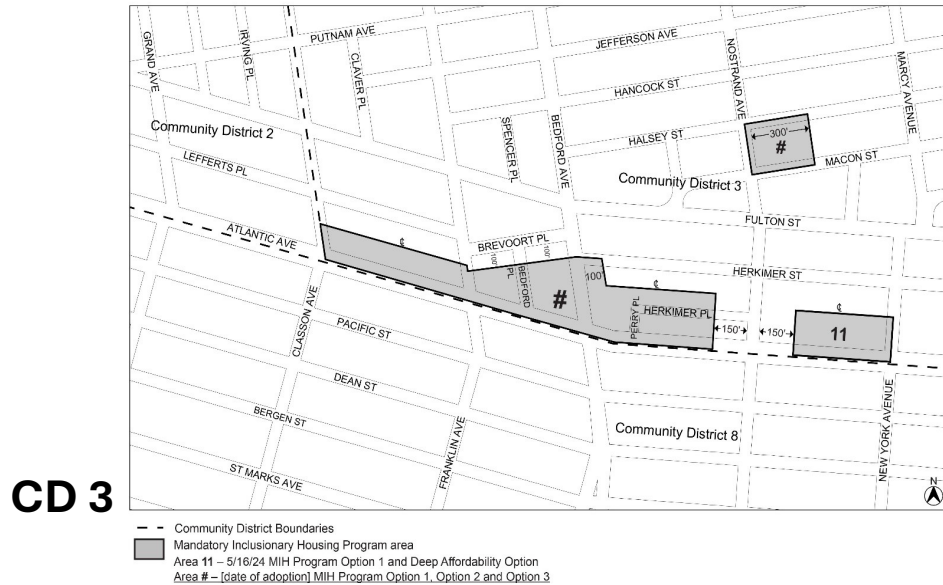 PUTNAM AVE
JEFFERSON AVE
GRAND AVE
IRVING PL
CLAVER PL
NOSTRAND AVE
MARCY AVENUE
HANCOCK ST
Community District 2
SPENCER PL
BEDFORD AVE
HALSEY ST
300'
#
MACON ST
LEFFERTS PL
Community District 3
FULTON ST
ATLANTIC AVE
℄
BREVOORT PL
100'
100'
HERKIMER ST
BEDFORD PL
100'
℄
#
PERRY PL
HERKIMER PL
℄
150'
150'
11
CLASSON AVE
PACIFIC ST
DEAN ST
BERGEN ST
FRANKLIN AVE
Community District 8
NEW YORK AVENUE
ST MARKS AVE
N
CD 3
Community District Boundaries
Mandatory Inclusionary Housing Program area
Area 11 – 5/16/24 MIH Program Option 1 and Deep Affordability Option
Area # – [date of adoption] MIH Program Option 1, Option 2 and Option 3